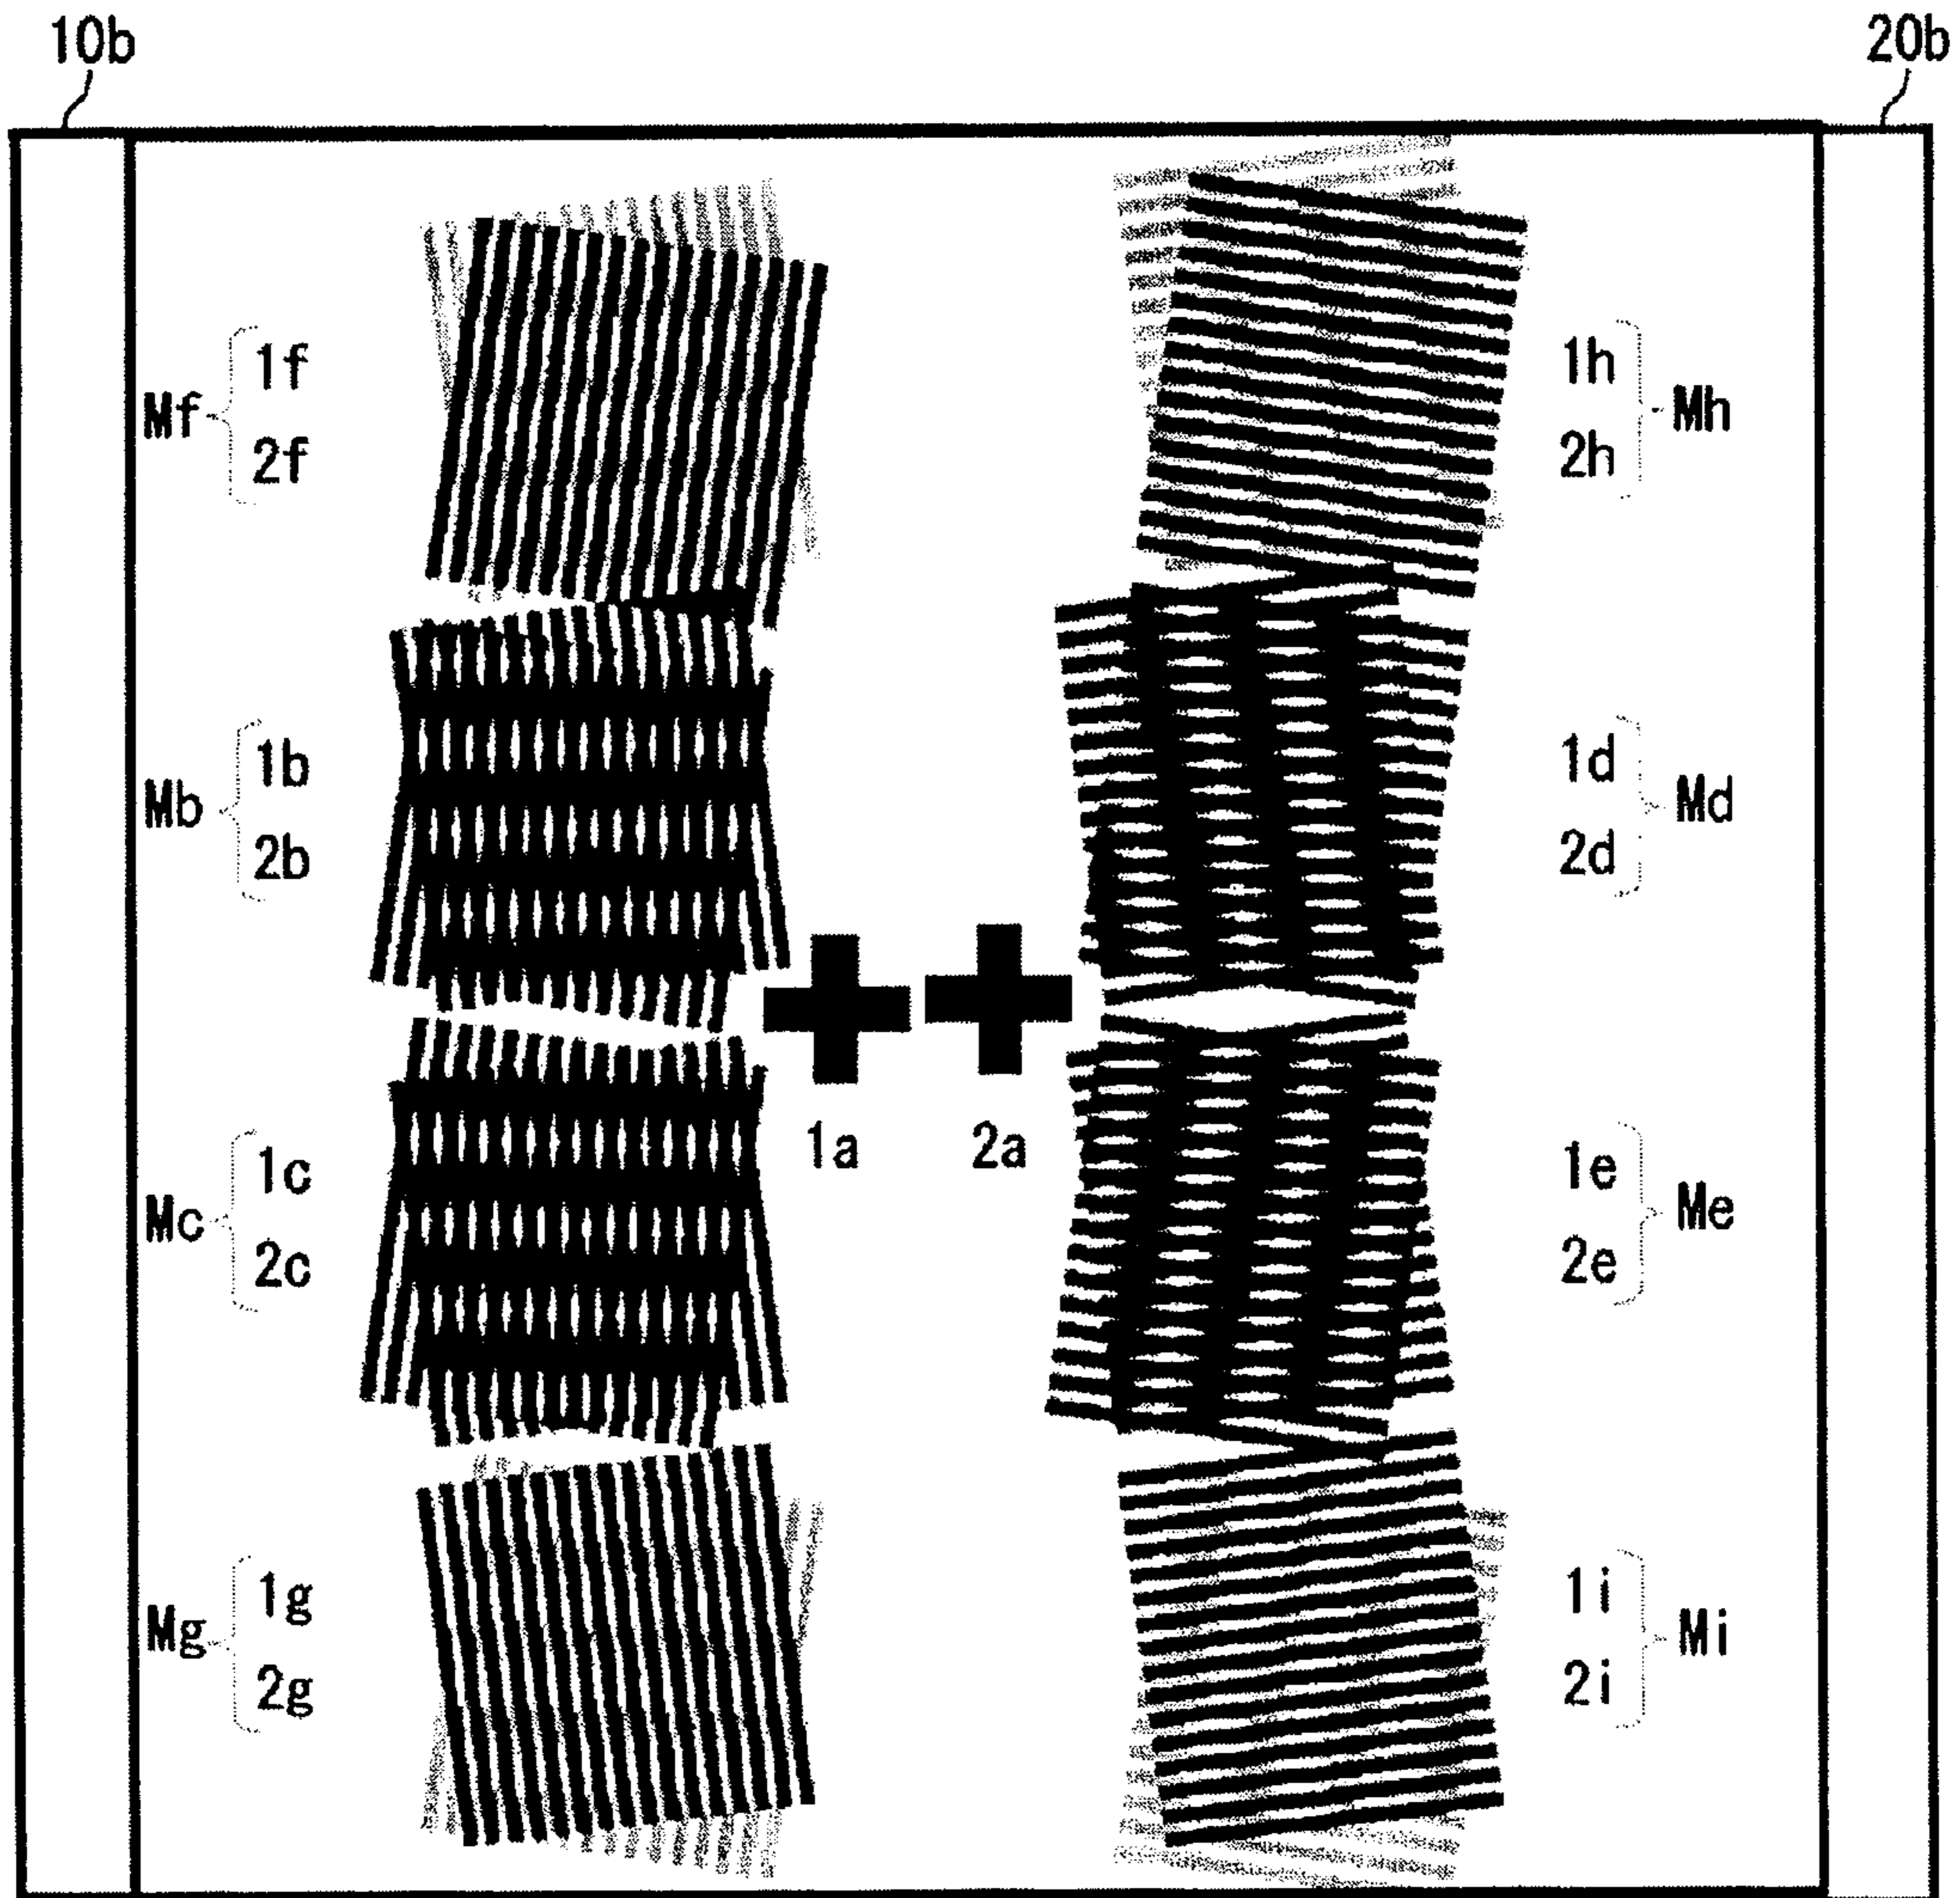 10b 20b
1f 1h
Mf Mh
2f 2h
1b 1d
Mb Md
2b 2d
1a 2a
1c 1e
Mc Me
2c 2e
1g 1i
Mg Mi
2g 2i